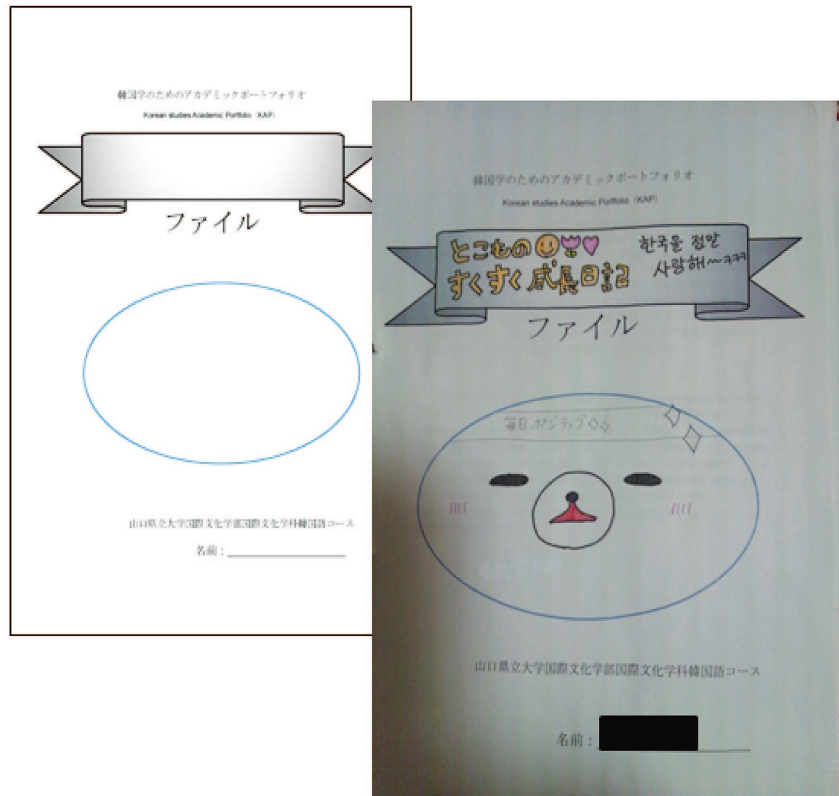 韓国学のためのアカデミックポートフォリオ
Korean studies Academic Portfolio（KAP）
ファイル
山口県立大学国際文化学部国際文化学科韓国語コース
名前：
韓国学のためのアカデミックポートフォリオ
Korean studies Academic Portfolio（KAP）
とこもの
すくすく成長日記
한국을 정말
사랑해~ㅋㅋㅋ
ファイル
毎日ポジティブ
山口県立大学国際文化学部国際文化学科韓国語コース
名前：